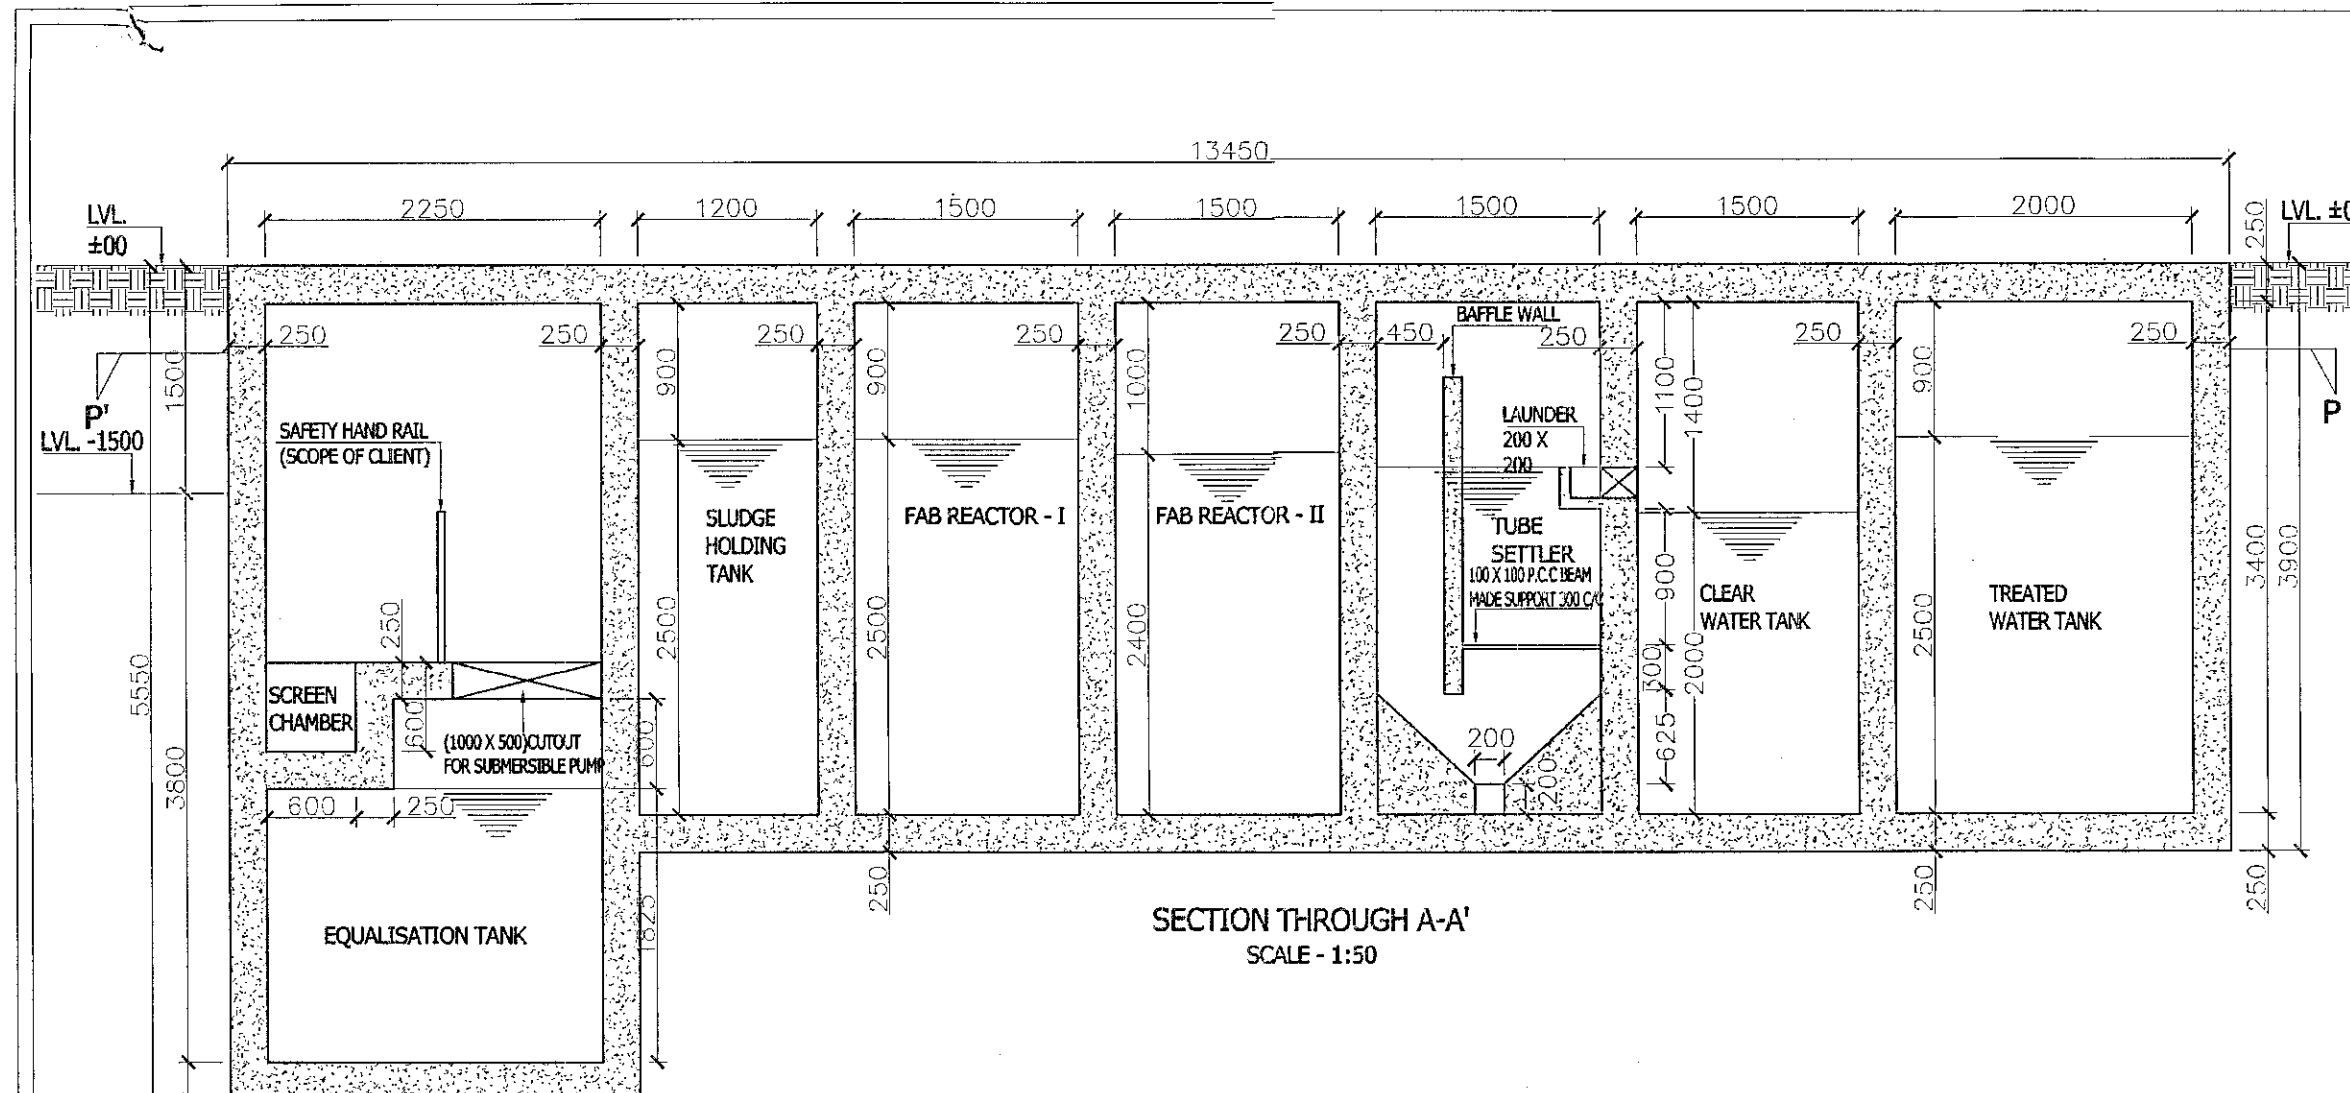 13450
2250
1200
1500
1500
1500
1500
2000
250
LVL.
±00
LVL. ±0
250
250
250
250
250
450
BAFFLE WALL
250
250
250
1500
P'
LVL. -1500
SAFETY HAND RAIL
(SCOPE OF CLIENT)
900
900
1000
LAUNDER
200 X
200
1100
1400
900
P
SLUDGE
HOLDING
TANK
FAB REACTOR - I
FAB REACTOR - II
TUBE
SETTLER
100 X 100 P.C.C BEAM
MADE SUPPORT 300 C/
900
CLEAR
WATER TANK
TREATED
WATER TANK
3400
3900
250
2500
2500
2400
300
2000
625
2500
5550
3800
SCREEN
CHAMBER
600
(1000 X 500)CUTOUT
FOR SUBMERSIBLE PUMP
600
200
200
600
250
1825
250
250
250
EQUALISATION TANK
SECTION THROUGH A-A'
SCALE - 1:50